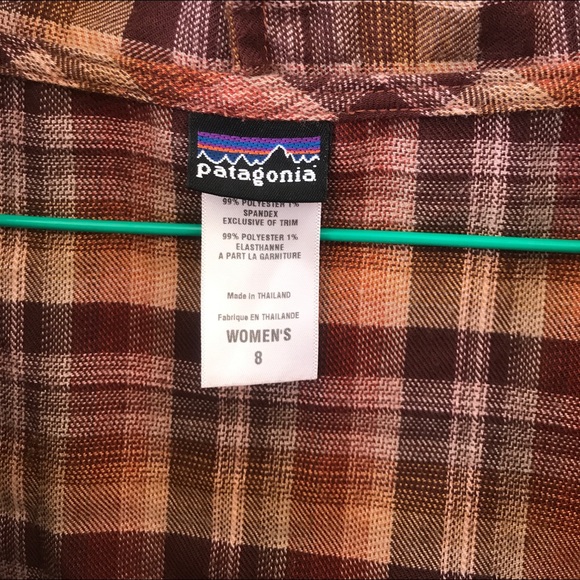 patagonia
99% POLYESTER 1%
SPANDEX
EXCLUSIVE OF TRIM
99% POLYESTER 1%
ELASTHANNE
A PART LA GARNITURE
Made in THAILAND
Fabrique EN THAILANDE
WOMEN'S
8